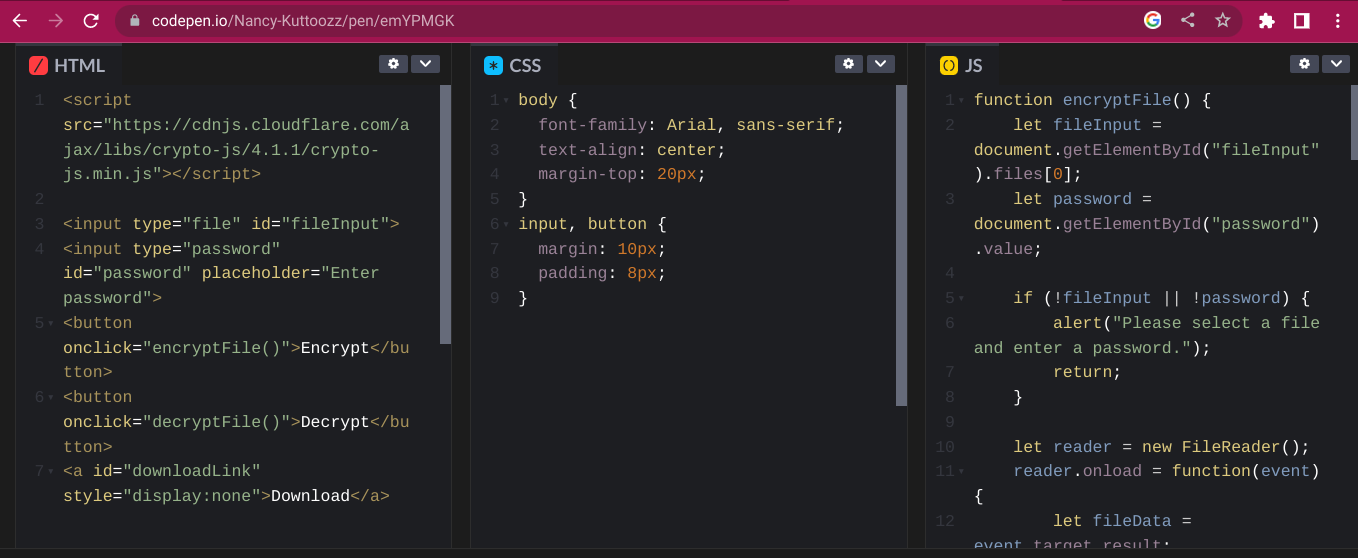 codepen.io/Nancy-Kuttoozz/pen/emYPMGK
HTML
1 <script
src="https://cdnjs.cloudflare.com/a
jax/libs/crypto-js/4.1.1/crypto-
js.min.js"></script>
2
3 <input type="file" id="fileInput">
4 <input type="password"
id="password" placeholder="Enter
password">
5 <button
onclick="encryptFile()">Encrypt</bu
tton>
6 <button
onclick="decryptFile()">Decrypt</bu
tton>
7 <a id="downloadLink"
style="display:none">Download</a>
CSS
1 body {
2 font-family: Arial, sans-serif;
3 text-align: center;
4 margin-top: 20px;
5 }
6 input, button {
7 margin: 10px;
8 padding: 8px;
9 }
JS
1 function encryptFile() {
2 let fileInput =
document.getElementById("fileInput"
).files[0];
3 let password =
document.getElementById("password")
.value;
4
5 if (!fileInput || !password) {
6 alert("Please select a file
and enter a password.");
7 return;
8 }
9
10 let reader = new FileReader();
11 reader.onload = function(event)
{
12 let fileData =
event.target.result;